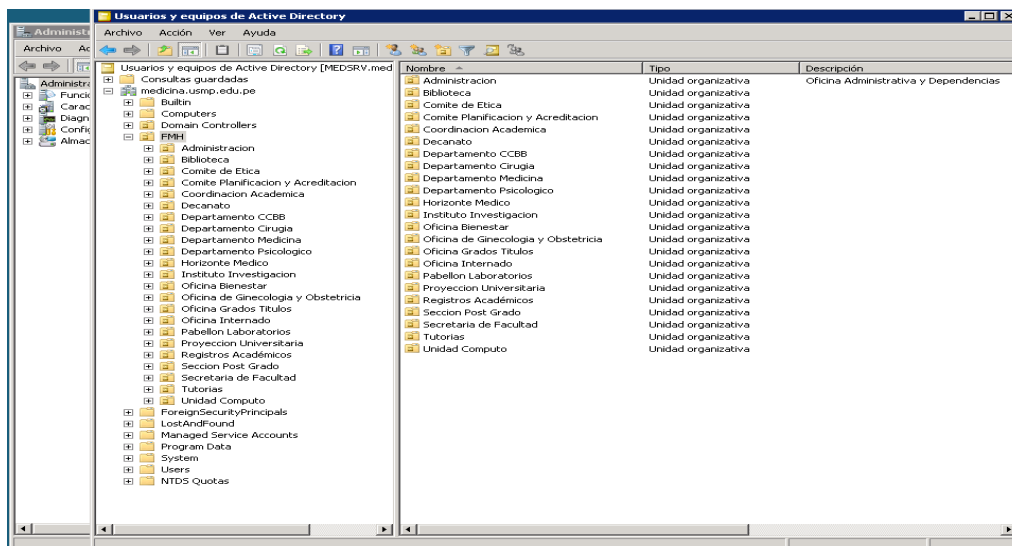 Usuarios y equipos de Active Directory
Archivo Acción Ver Ayuda
Administ
Archivo Ac
Administra
Funcio
Carac
Diagn
Config
Almac
Usuarios y equipos de Active Directory [MEDSRV.med
Consultas guardadas
medicina.usmp.edu.pe
Builtin
Computers
Domain Controllers
FMH
Administracion
Biblioteca
Comite de Etica
Comite Planificacion y Acreditacion
Coordinacion Academica
Decanato
Departamento CCBB
Departamento Cirugia
Departamento Medicina
Departamento Psicologico
Horizonte Medico
Instituto Investigacion
Oficina Bienestar
Oficina de Ginecologia y Obstetricia
Oficina Grados Titulos
Oficina Internado
Pabellon Laboratorios
Proyeccion Universitaria
Registros Académicos
Seccion Post Grado
Secretaria de Facultad
Tutorias
Unidad Computo
ForeignSecurityPrincipals
LostAndFound
Managed Service Accounts
Program Data
System
Users
NTDS Quotas
Nombre Tipo Descripción
Administracion Unidad organizativa Oficina Administrativa y Dependencias
Biblioteca Unidad organizativa
Comite de Etica Unidad organizativa
Comite Planificacion y Acreditacion Unidad organizativa
Coordinacion Academica Unidad organizativa
Decanato Unidad organizativa
Departamento CCBB Unidad organizativa
Departamento Cirugia Unidad organizativa
Departamento Medicina Unidad organizativa
Departamento Psicologico Unidad organizativa
Horizonte Medico Unidad organizativa
Instituto Investigacion Unidad organizativa
Oficina Bienestar Unidad organizativa
Oficina de Ginecologia y Obstetricia Unidad organizativa
Oficina Grados Titulos Unidad organizativa
Oficina Internado Unidad organizativa
Pabellon Laboratorios Unidad organizativa
Proyeccion Universitaria Unidad organizativa
Registros Académicos Unidad organizativa
Seccion Post Grado Unidad organizativa
Secretaria de Facultad Unidad organizativa
Tutorias Unidad organizativa
Unidad Computo Unidad organizativa